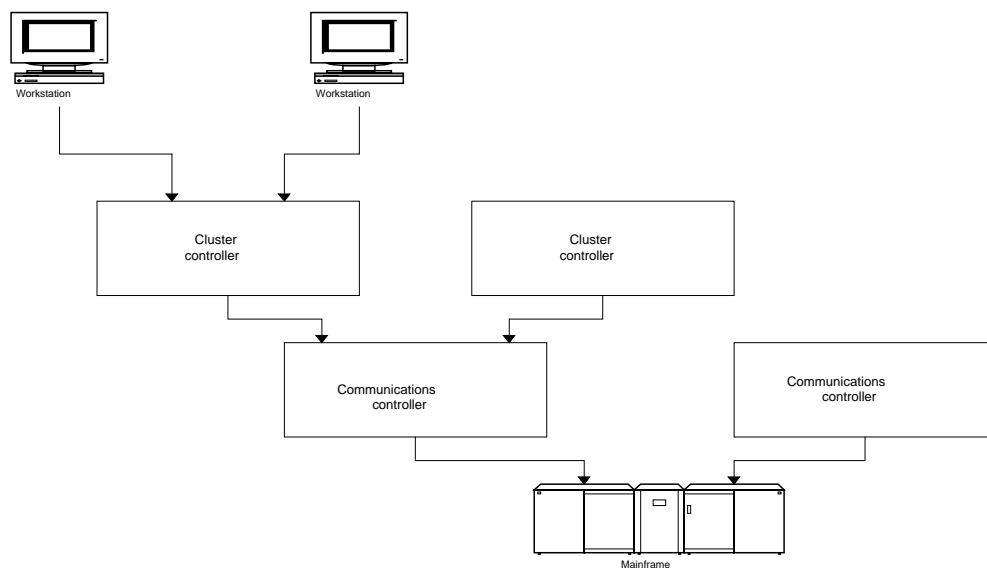 Workstation
Workstation
Cluster
controller
Cluster
controller
Communications
controller
Communications
controller
Mainframe